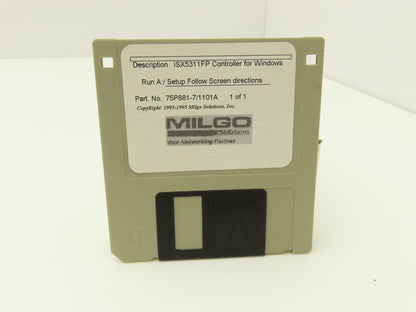 Description iSX5311FP Controller for Windows
Run A:/ Setup Follow Screen directions
Part. No. 75P881-7/1101A 1 of 1
CopyRight: 1993-1995 Milgo Solutions, Inc.
MILGO
Solutions
Your Networking Partner